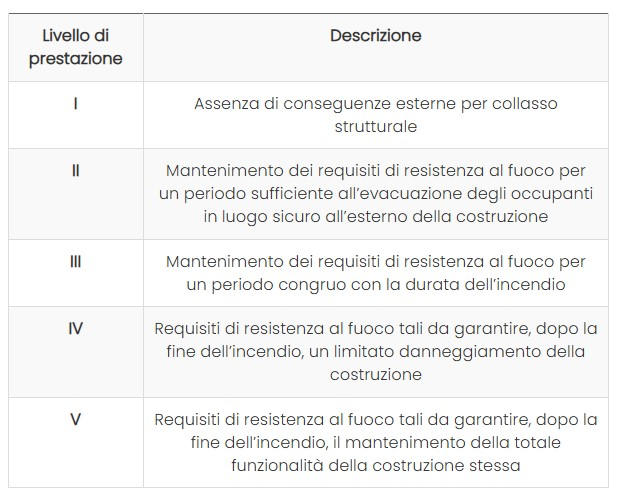 Livello di
prestazione
Descrizione
I
Assenza di conseguenze esterne per collasso
strutturale
II
Mantenimento dei requisiti di resistenza al fuoco per
un periodo sufficiente all'evacuazione degli occupanti
in luogo sicuro all'esterno della costruzione
III
Mantenimento dei requisiti di resistenza al fuoco per
un periodo congruo con la durata dell'incendio
IV
Requisiti di resistenza al fuoco tali da garantire, dopo la
fine dell'incendio, un limitato danneggiamento della
costruzione
V
Requisiti di resistenza al fuoco tali da garantire, dopo la
fine dell'incendio, il mantenimento della totale
funzionalità della costruzione stessa